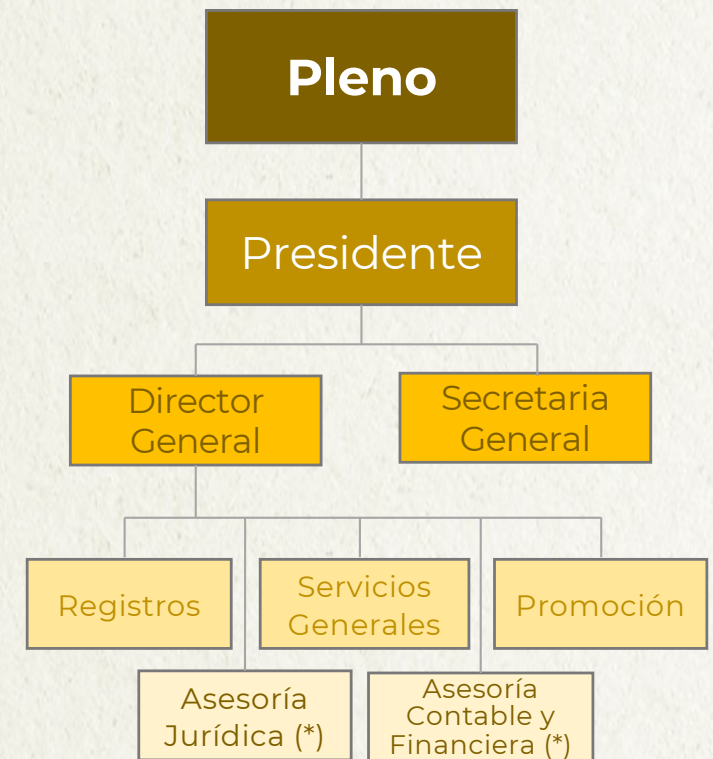 Pleno
Presidente
Director
General
Secretaria
General
Registros
Servicios
Generales
Promoción
Asesoría
Jurídica (*)
Asesoría
Contable y
Financiera (*)